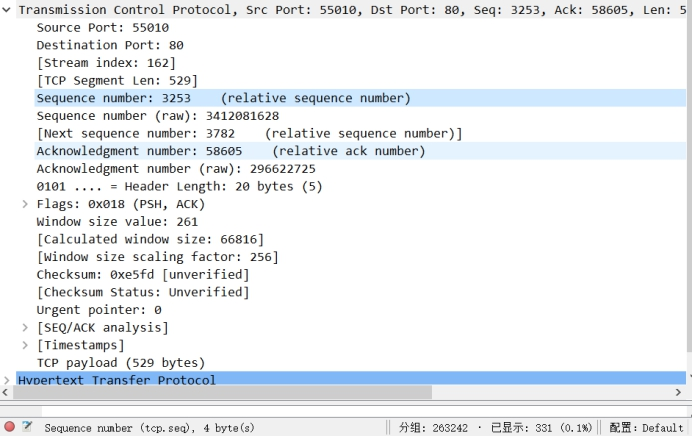 Transmission Control Protocol, Src Port: 55010, Dst Port: 80, Seq: 3253, Ack: 58605, Len: 5
Source Port: 55010
Destination Port: 80
[Stream index: 162]
[TCP Segment Len: 529]
Sequence number: 3253    (relative sequence number)
Sequence number (raw): 3412081628
[Next sequence number: 3782    (relative sequence number)]
Acknowledgment number: 58605    (relative ack number)
Acknowledgment number (raw): 296622725
0101 .... = Header Length: 20 bytes (5)
Flags: 0x018 (PSH, ACK)
Window size value: 261
[Calculated window size: 66816]
[Window size scaling factor: 256]
Checksum: 0xe5fd [unverified]
[Checksum Status: Unverified]
Urgent pointer: 0
[SEQ/ACK analysis]
[Timestamps]
TCP payload (529 bytes)
Hypertext Transfer Protocol
Sequence number (tcp.seq), 4 byte(s) 分组: 263242 · 已显示: 331 (0.1%) 配置: Default